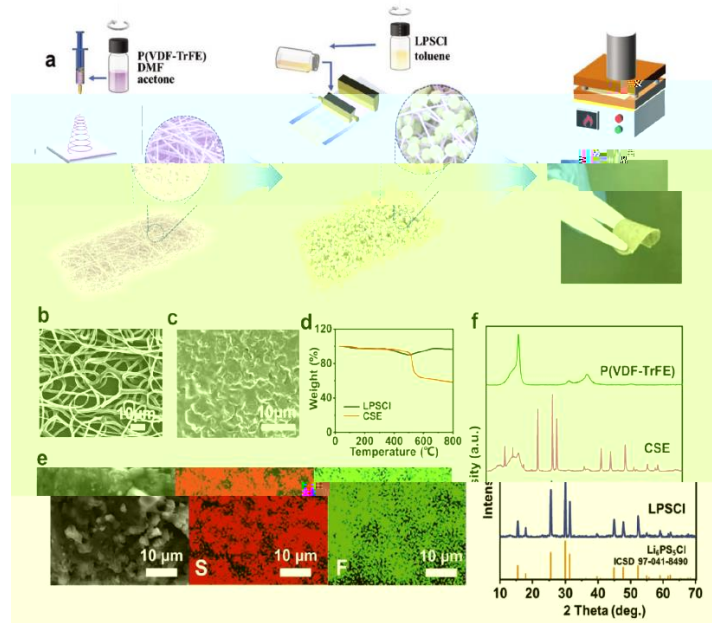 a
P(VDF-TrFE)
DMF
acetone
LPSCl
toluene
b
10 μm
c
10μm
d
120
80
40
0
Weight (%)
LPSCl
CSE
0 200 400 600 800
Temperature (℃)
e
10 μm
S
10 μm
F
10 μm
f
P(VDF-TrFE)
CSE
LPSCl
Li₆PS₅Cl
ICSD 97-041-8490
10 20 30 40 50 60 70
2 Theta (deg.)